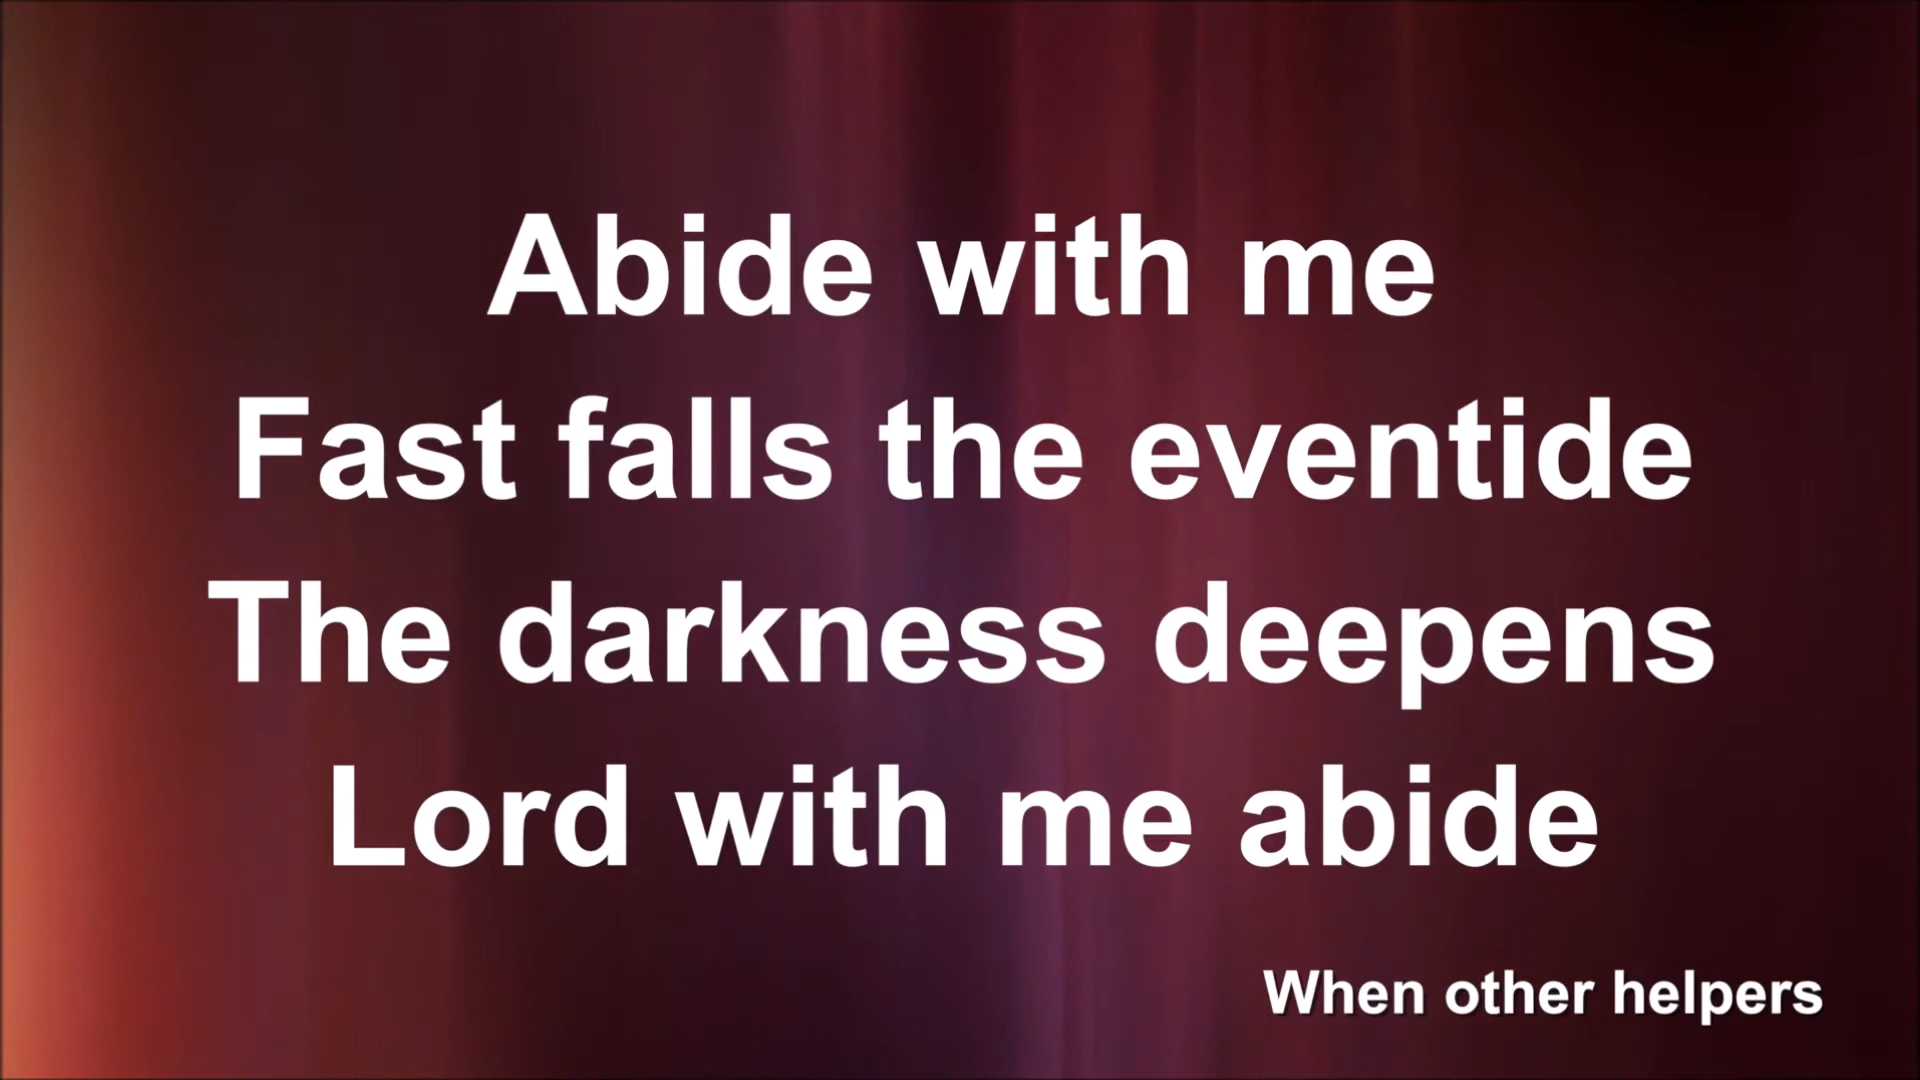 Abide with me
Fast falls the eventide
The darkness deepens
Lord with me abide
When other helpers